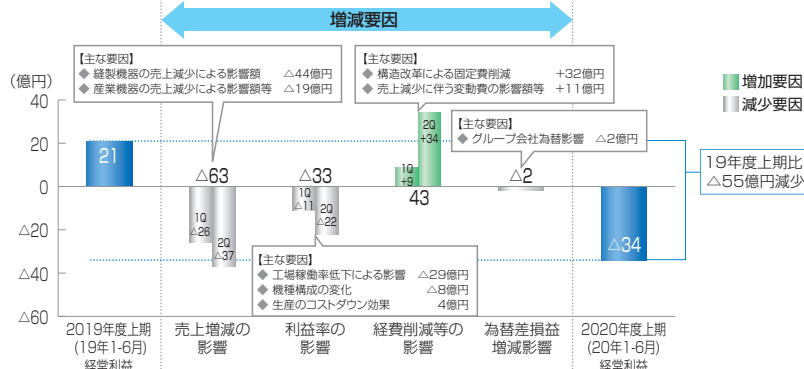 増減要因
(億円)
40
20
0
△20
△40
△60
【主な要因】
◆ 縫製機器の売上減少による影響額 △44億円
◆ 産業機器の売上減少による影響額等 △19億円
【主な要因】
◆ 構造改革による固定費削減 +32億円
◆ 売上減少に伴う変動費の影響額等 +11億円
【主な要因】
◆ グループ会社為替影響 △2億円
増加要因
減少要因
19年度上期比
△55億円減少
21
△63
1Q
△26
2Q
△37
△33
1Q
△11
2Q
△22
1Q
+9
2Q
+34
43
△2
△34
【主な要因】
◆ 工場稼働率低下による影響 △29億円
◆ 機種構成の変化 △8億円
◆ 生産のコストダウン効果 4億円
2019年度上期
(19年1-6月)
経常利益
売上増減の
影響
利益率の
影響
経費削減等の
影響
為替差損益
増減影響
2020年度上期
(20年1-6月)
経常利益